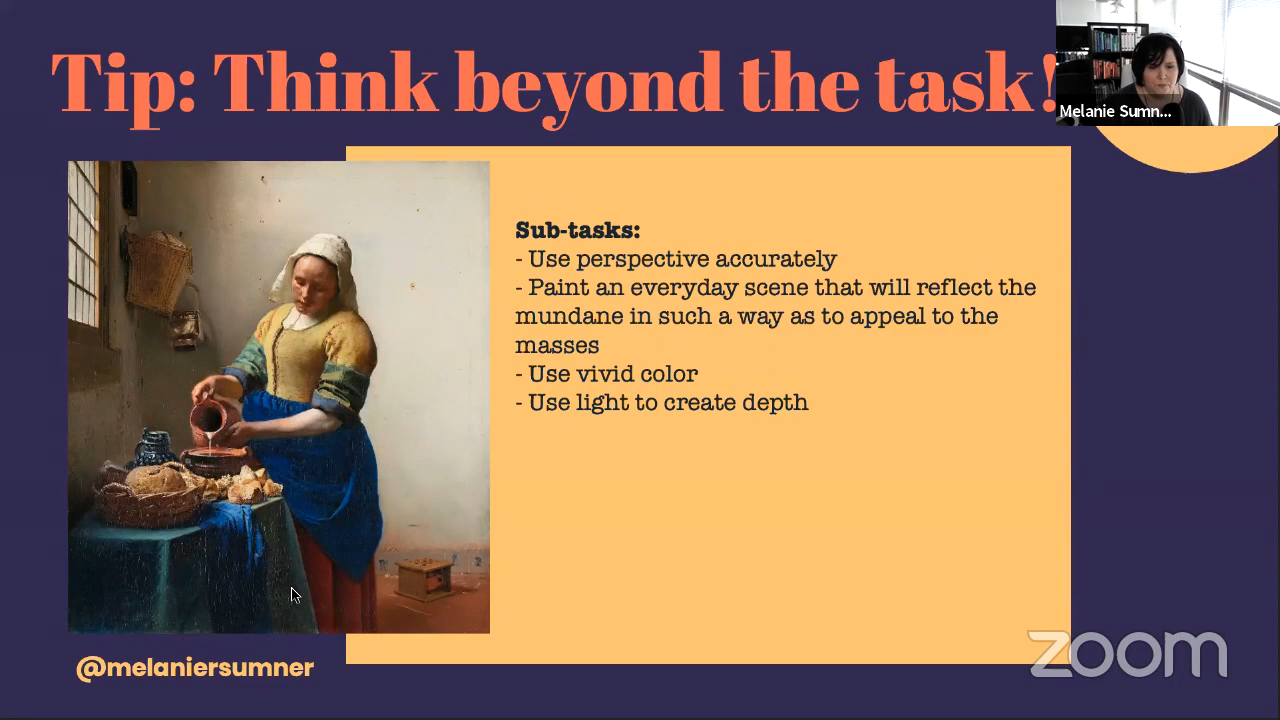 Tip: Think beyond the task!
Melanie Sumn...
Sub-tasks:
- Use perspective accurately
- Paint an everyday scene that will reflect the
mundane in such a way as to appeal to the
masses
- Use vivid color
- Use light to create depth
@melaniersumner
zoom